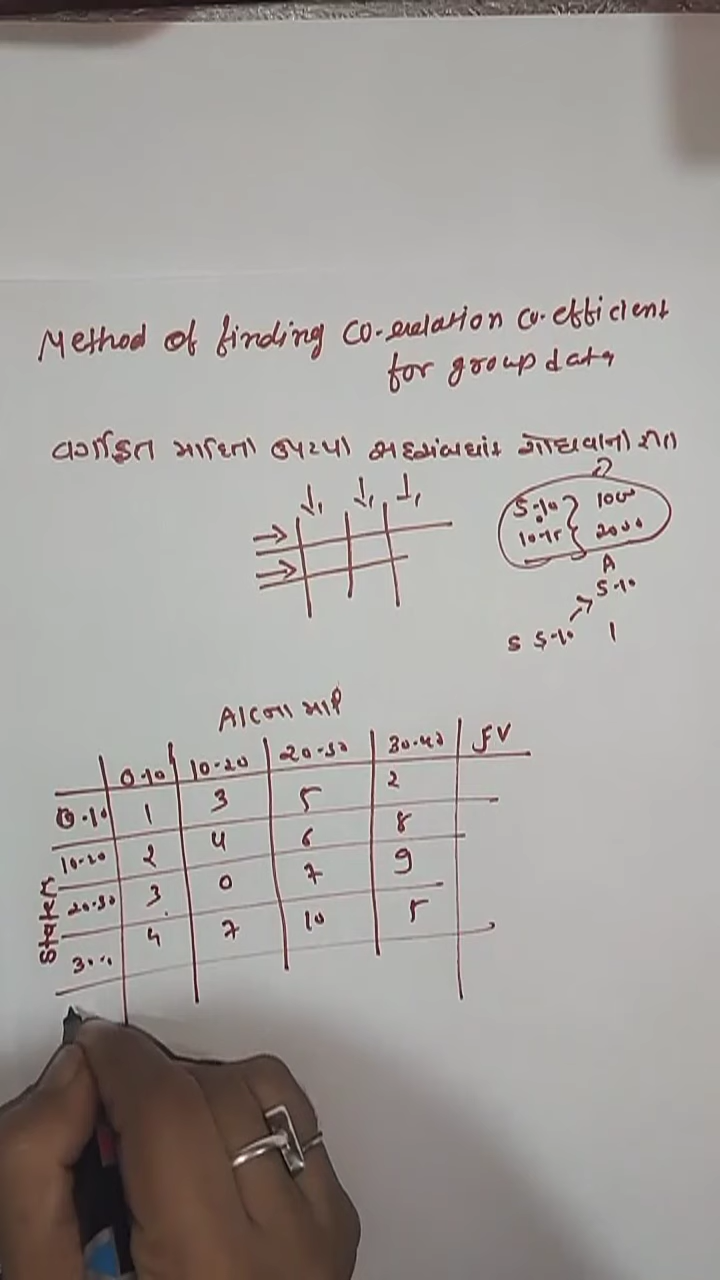 Method of finding Co-relation Co-efficient
for group data
વર્ગીકૃત માહિતી ઉપરથી સહસંબંધાંક શોધવાની રીત
5-10 100
10-15 2000
A
5-10
S 5-10 1
A/Cના માર્ક
0-10 10-20 20-30 30-40 fv
0-10 1 3 5 2
10-20 2 4 6 8
20-30 3 0 7 9
30- 4 7 10 5